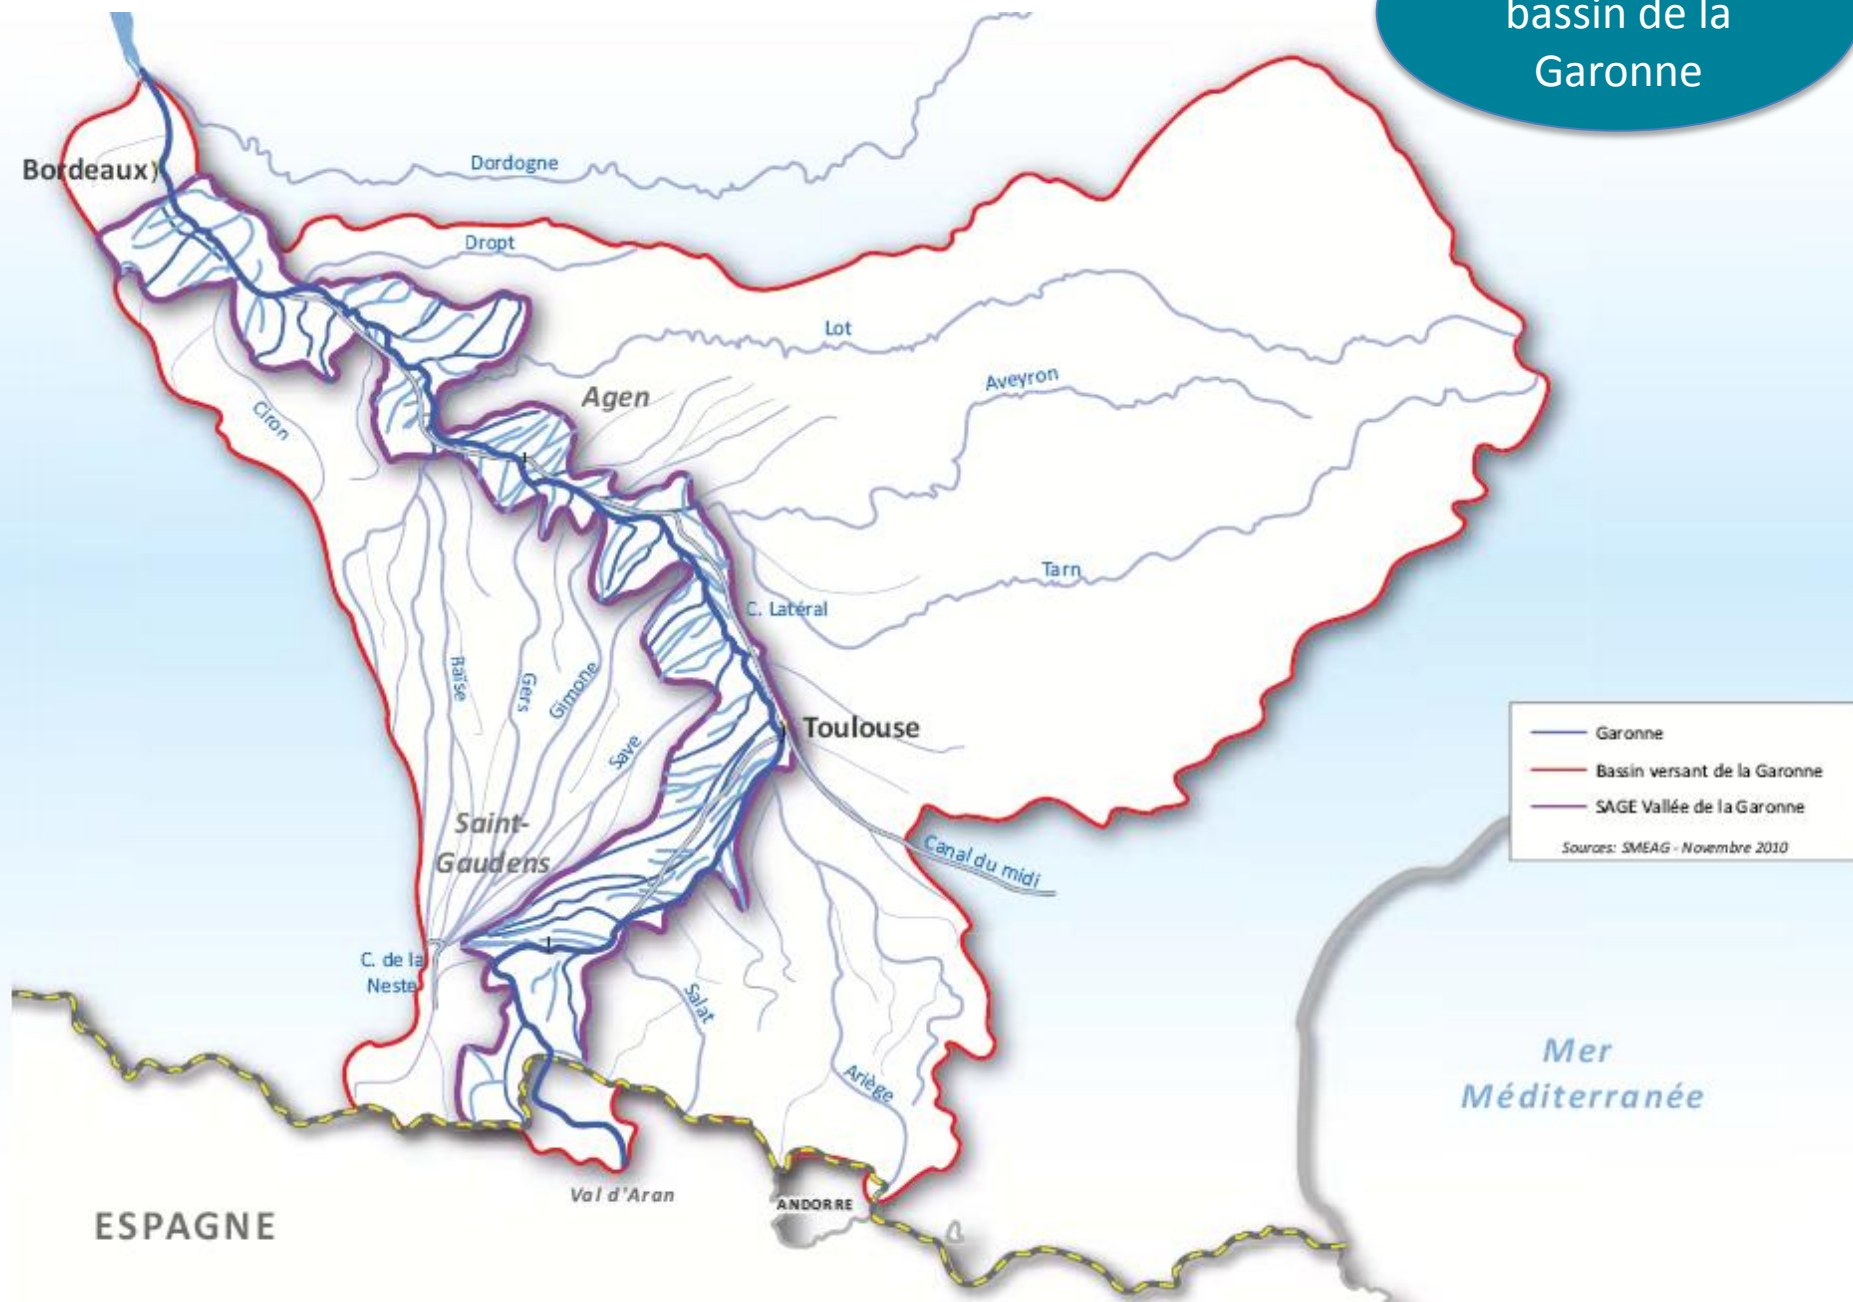 bassin de la
Garonne
Bordeaux
Dordogne
Dropt
Lot
Agen
Aveyron
Ciron
Tarn
C. Latéral
Baïse
Gers
Gimone
Save
Toulouse
Garonne
Bassin versant de la Garonne
SAGE Vallée de la Garonne
Sources: SMEAG - Novembre 2010
Saint-
Gaudens
Canal du midi
C. de la
Neste
Salat
Ariège
Mer
Méditerranée
Val d'Aran
ANDORRE
ESPAGNE